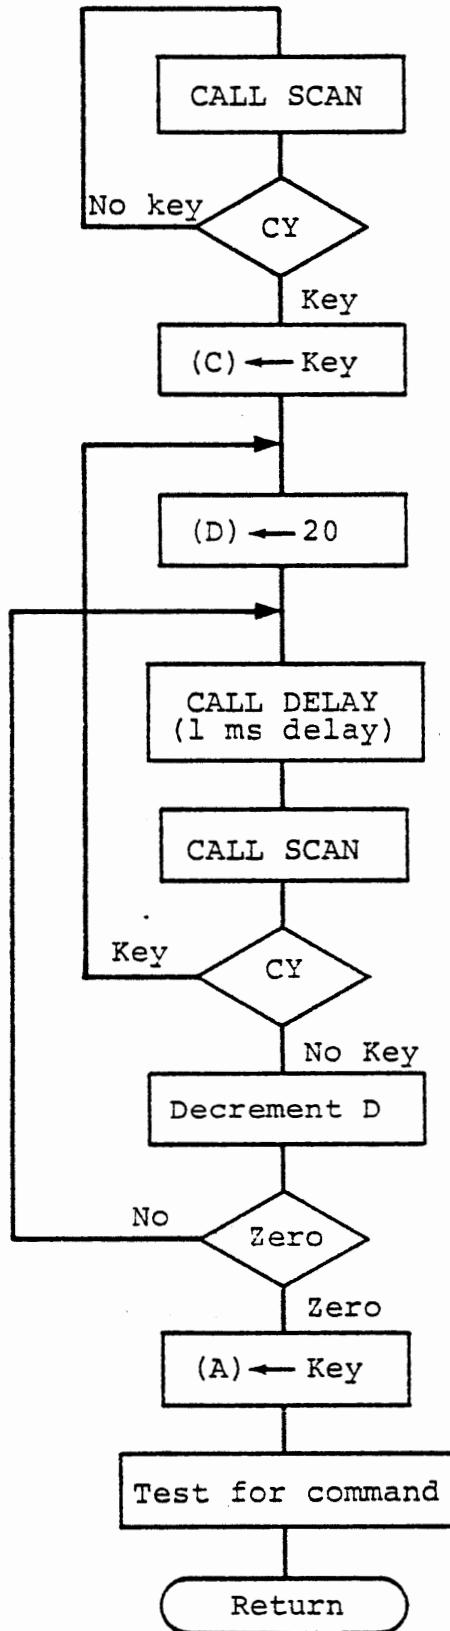 CALL SCAN
No key
CY
Key
(C) ← Key
(D) ← 20
CALL DELAY
(1 ms delay)
CALL SCAN
Key
CY
No Key
Decrement D
No
Zero
Zero
(A) ← Key
Test for command
Return